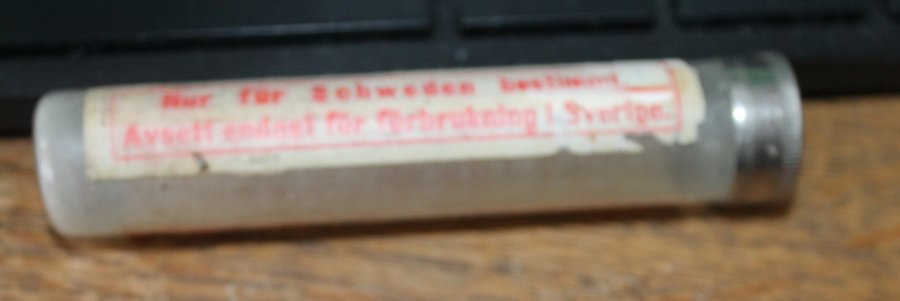 Nur für Schweden bestimmt
Avsett endast för förbrukning i Sverige.